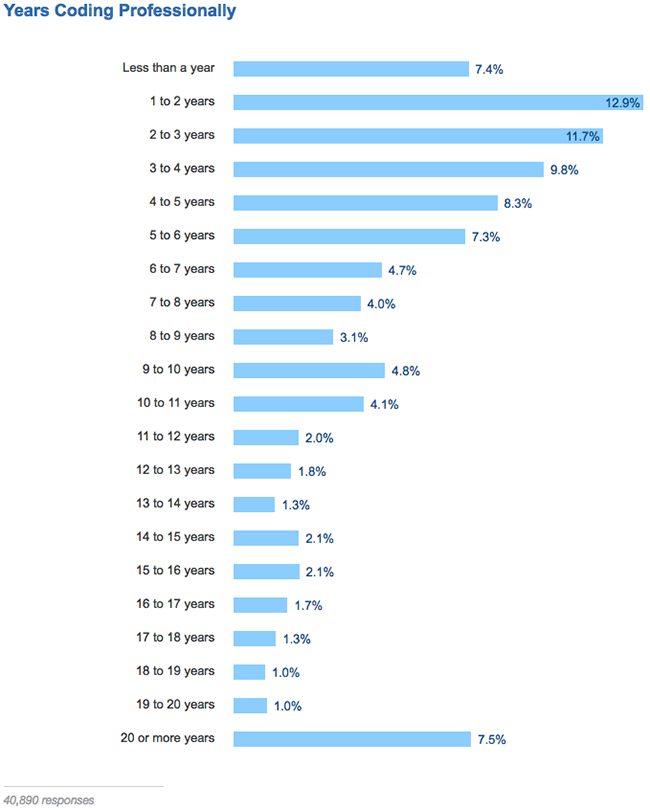 Years Coding Professionally
Less than a year 7.4%
1 to 2 years 12.9%
2 to 3 years 11.7%
3 to 4 years 9.8%
4 to 5 years 8.3%
5 to 6 years 7.3%
6 to 7 years 4.7%
7 to 8 years 4.0%
8 to 9 years 3.1%
9 to 10 years 4.8%
10 to 11 years 4.1%
11 to 12 years 2.0%
12 to 13 years 1.8%
13 to 14 years 1.3%
14 to 15 years 2.1%
15 to 16 years 2.1%
16 to 17 years 1.7%
17 to 18 years 1.3%
18 to 19 years 1.0%
19 to 20 years 1.0%
20 or more years 7.5%
40,890 responses